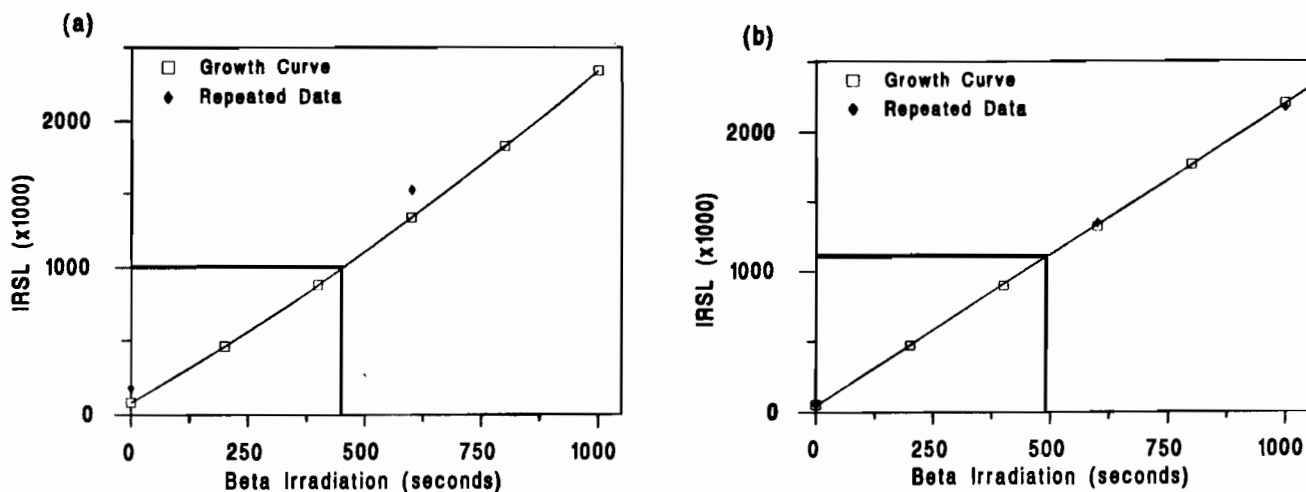 (a)
Growth Curve
Repeated Data
2000
1000
0
IRSL (x1000)
0 250 500 750 1000
Beta Irradiation (seconds)
(b)
Growth Curve
Repeated Data
2000
1000
0
IRSL (x1000)
0 250 500 750 1000
Beta Irradiation (seconds)